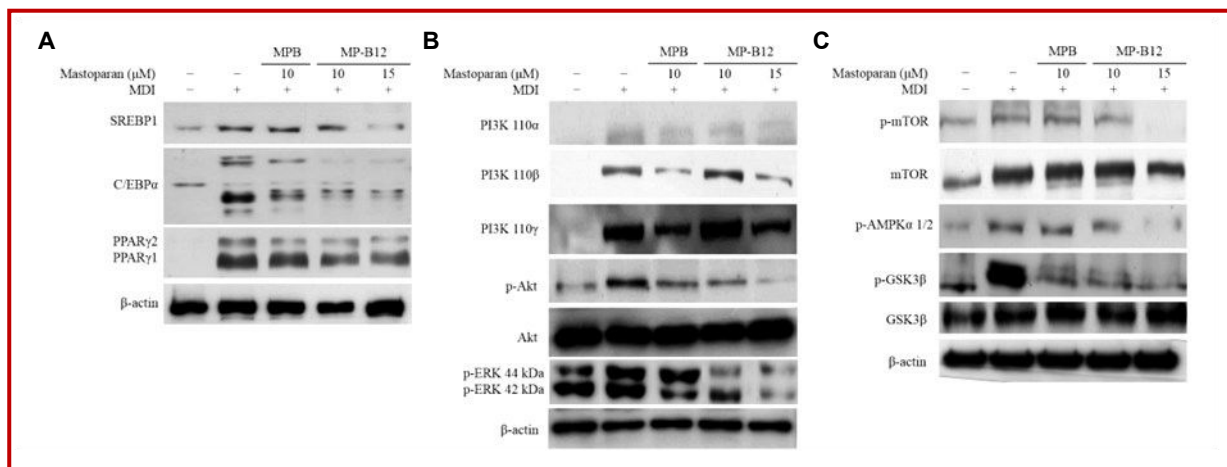 A
MPB MP-B12
Mastoparan (μM) – – 10 10 15
MDI – + + + +
SREBP1
C/EBPα
PPARγ2
PPARγ1
β-actin
B
MPB MP-B12
Mastoparan (μM) – – 10 10 15
MDI – + + + +
PI3K 110α
PI3K 110β
PI3K 110γ
p-Akt
Akt
p-ERK 44 kDa
p-ERK 42 kDa
β-actin
C
MPB MP-B12
Mastoparan (μM) – – 10 10 15
MDI – + + + +
p-mTOR
mTOR
p-AMPKα 1/2
p-GSK3β
GSK3β
β-actin